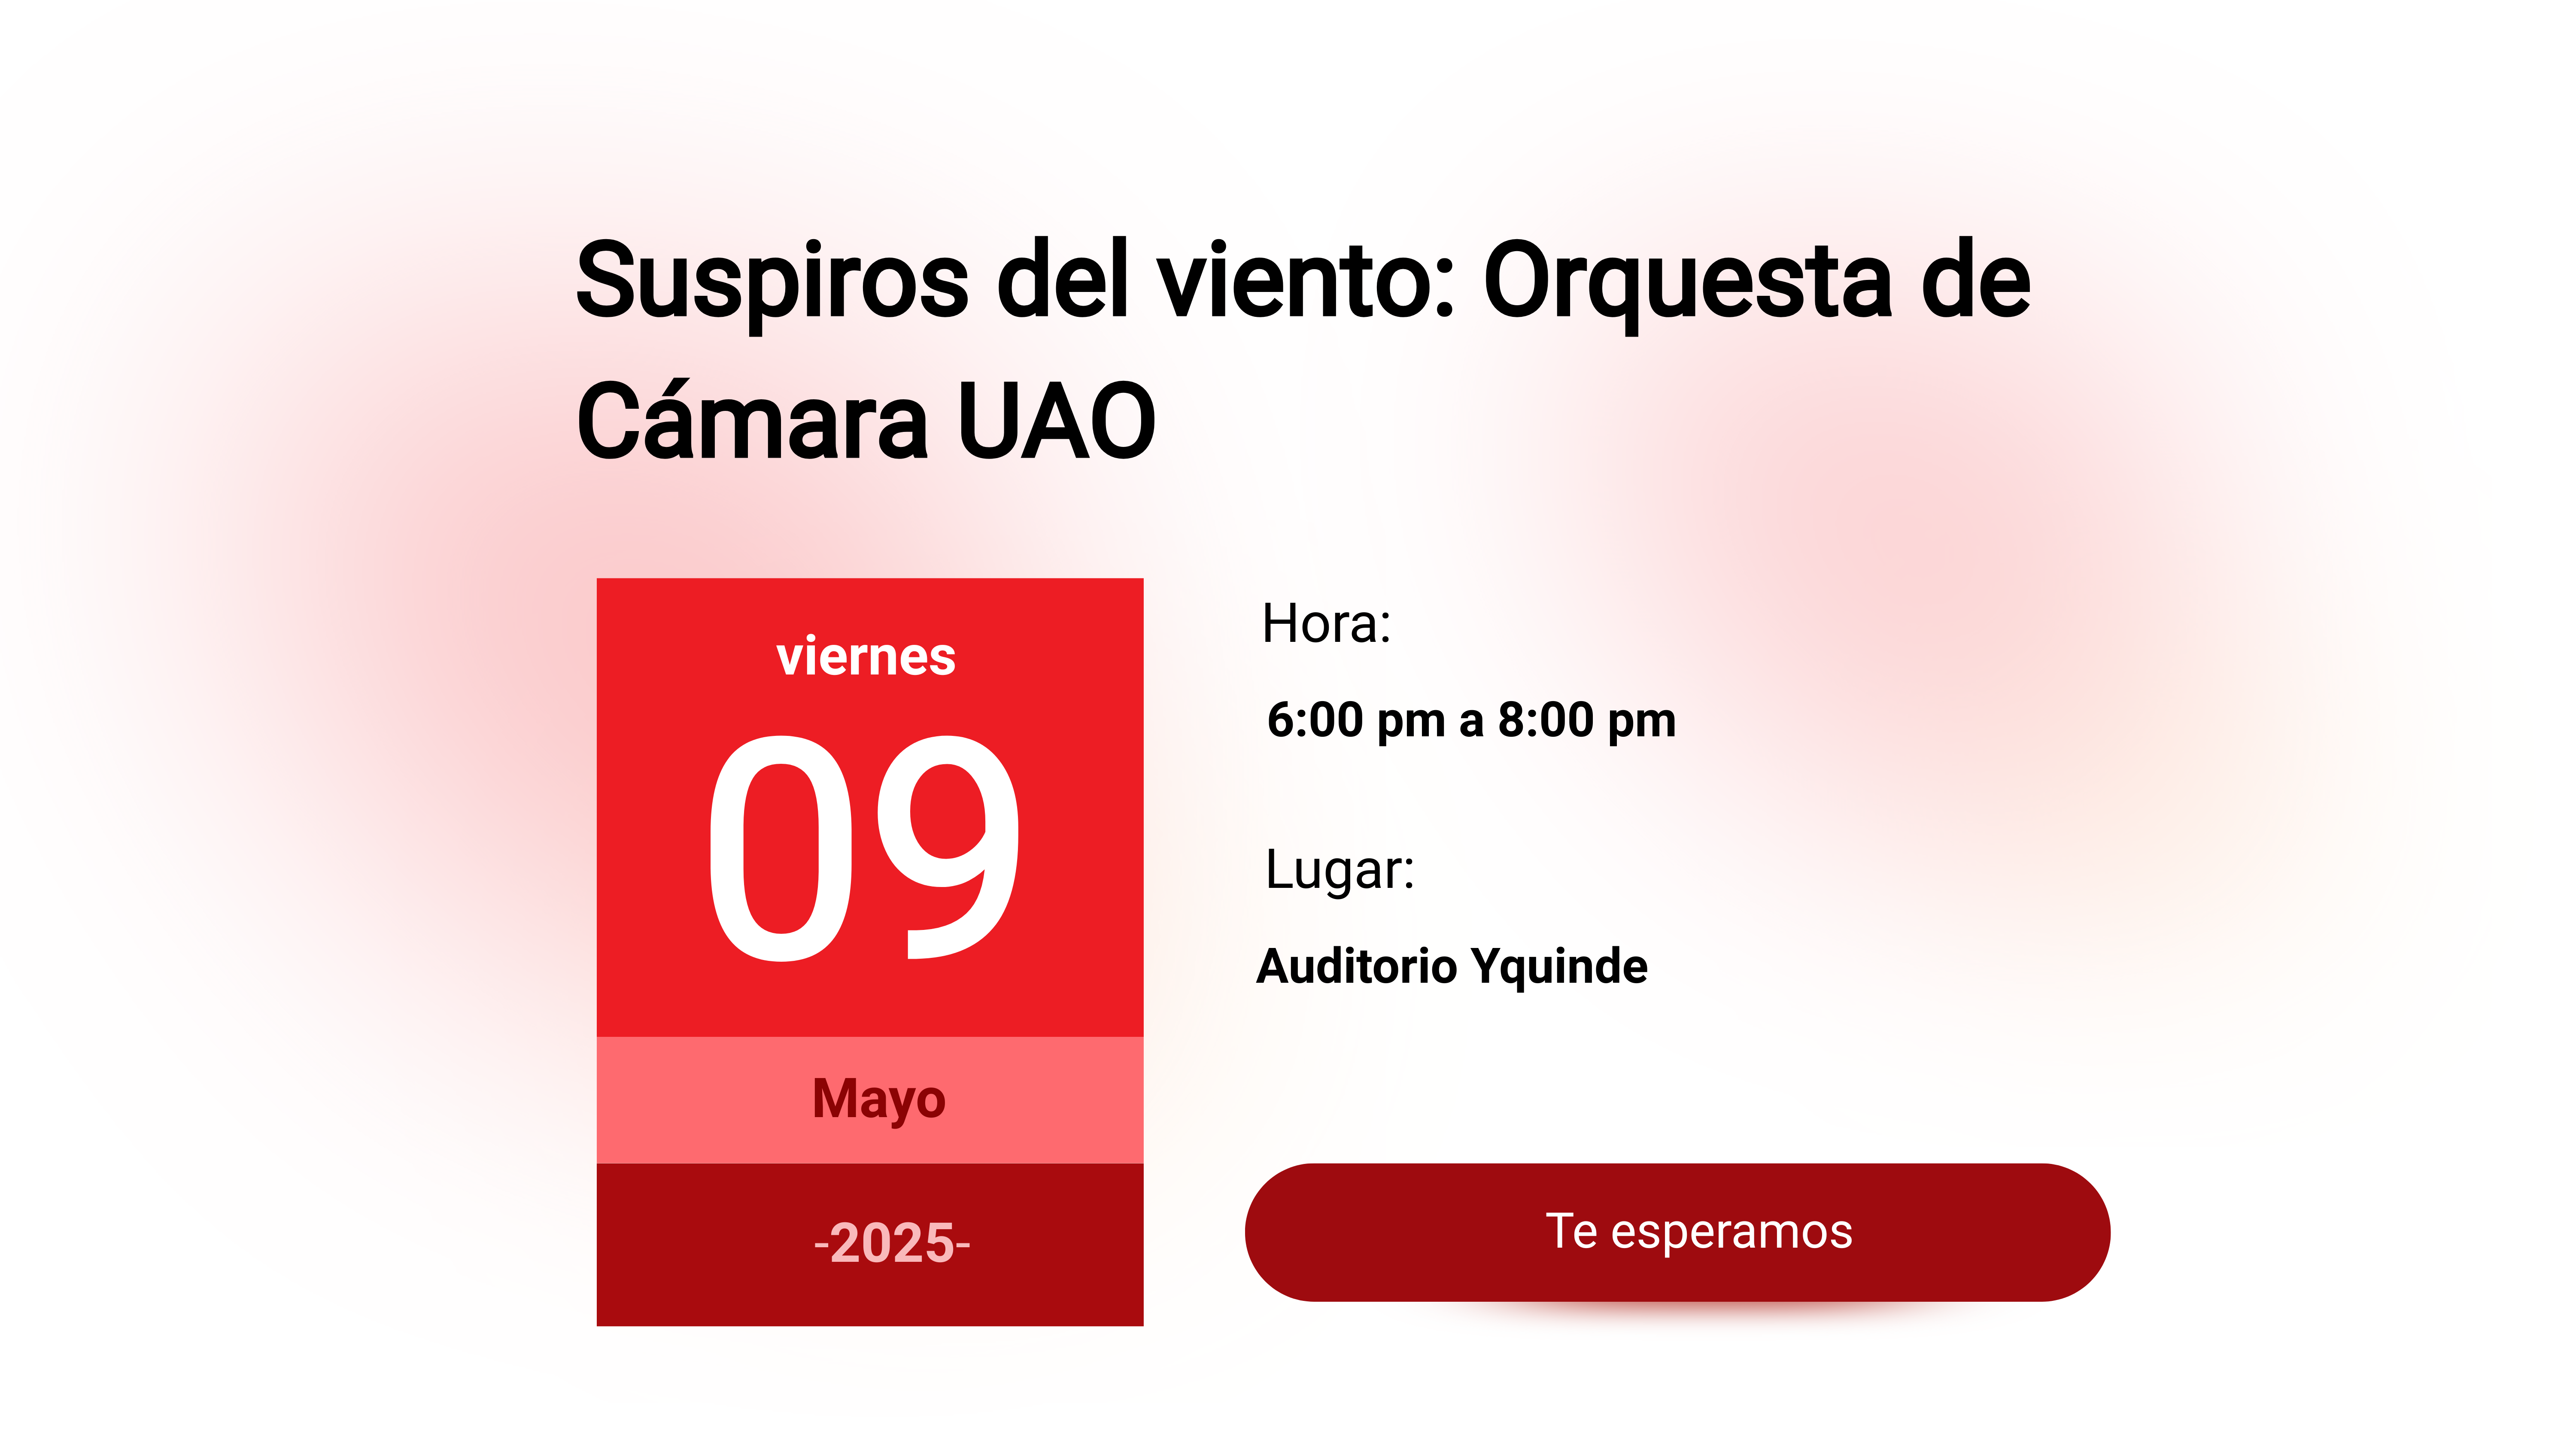 Suspiros del viento: Orquesta de
Cámara UAO
viernes
09
Mayo
-2025-
Hora:
6:00 pm a 8:00 pm
Lugar:
Auditorio Yquinde
Te esperamos